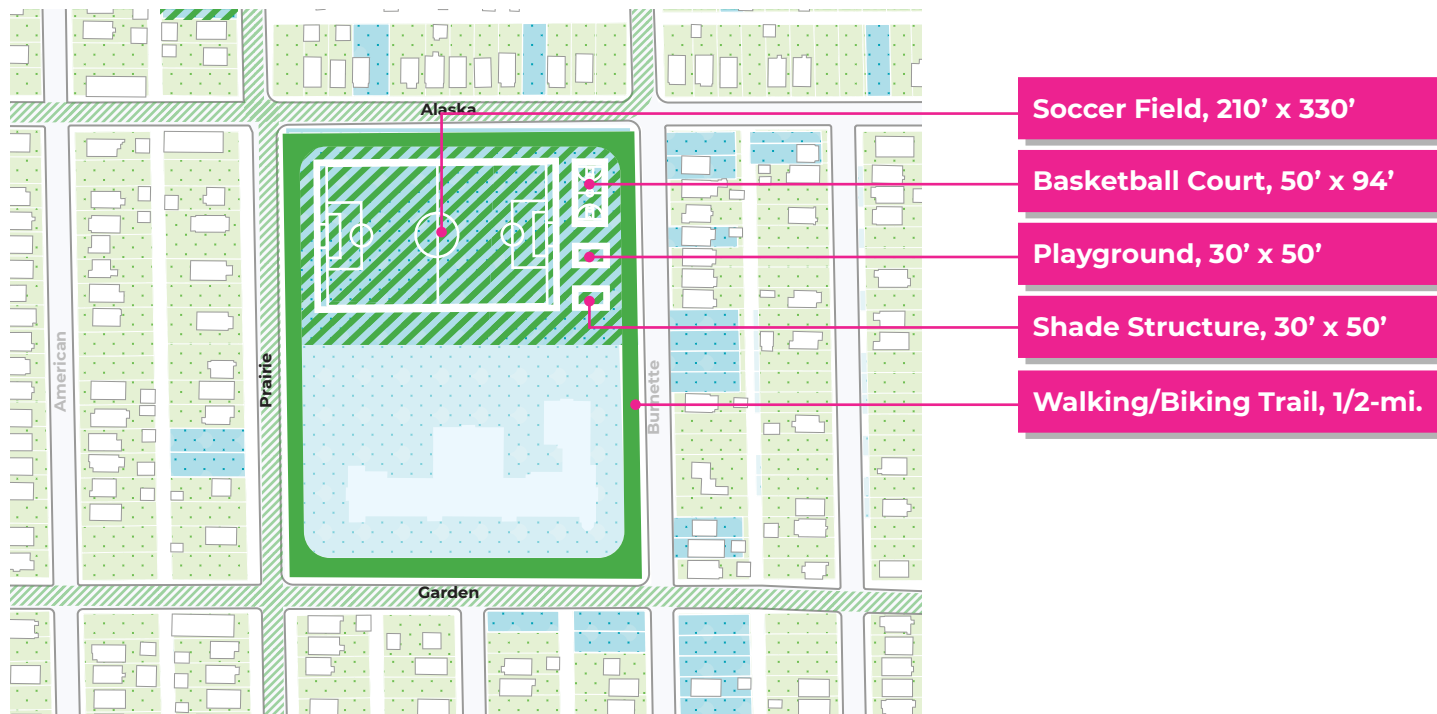 Alaska
Soccer Field, 210’ x 330’
Basketball Court, 50’ x 94’
Playground, 30’ x 50’
Shade Structure, 30’ x 50’
American
Prairie
Burnette
Walking/Biking Trail, 1/2-mi.
Garden